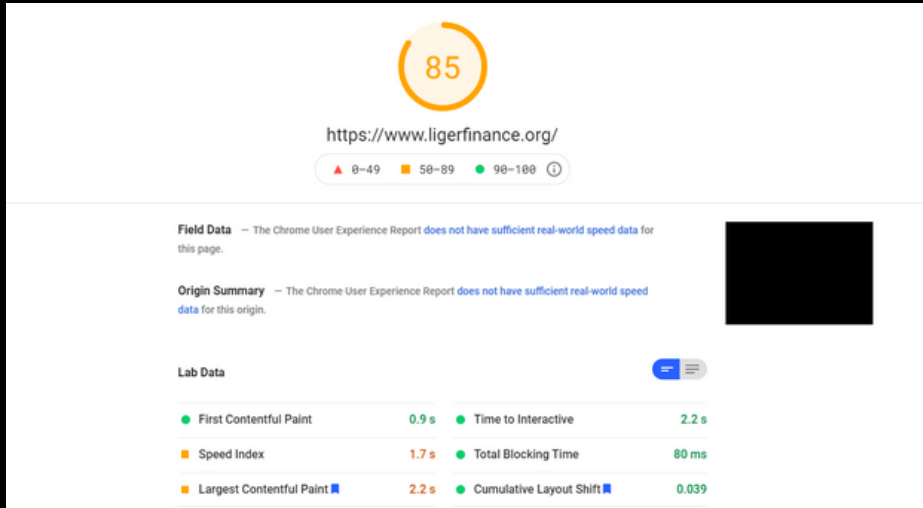 85
https://www.ligerfinance.org/
0-49 50-89 90-100
Field Data — The Chrome User Experience Report does not have sufficient real-world speed data for
this page.
Origin Summary — The Chrome User Experience Report does not have sufficient real-world speed
data for this origin.
Lab Data
First Contentful Paint 0.9 s Time to Interactive 2.2 s
Speed Index 1.7 s Total Blocking Time 80 ms
Largest Contentful Paint 2.2 s Cumulative Layout Shift 0.039